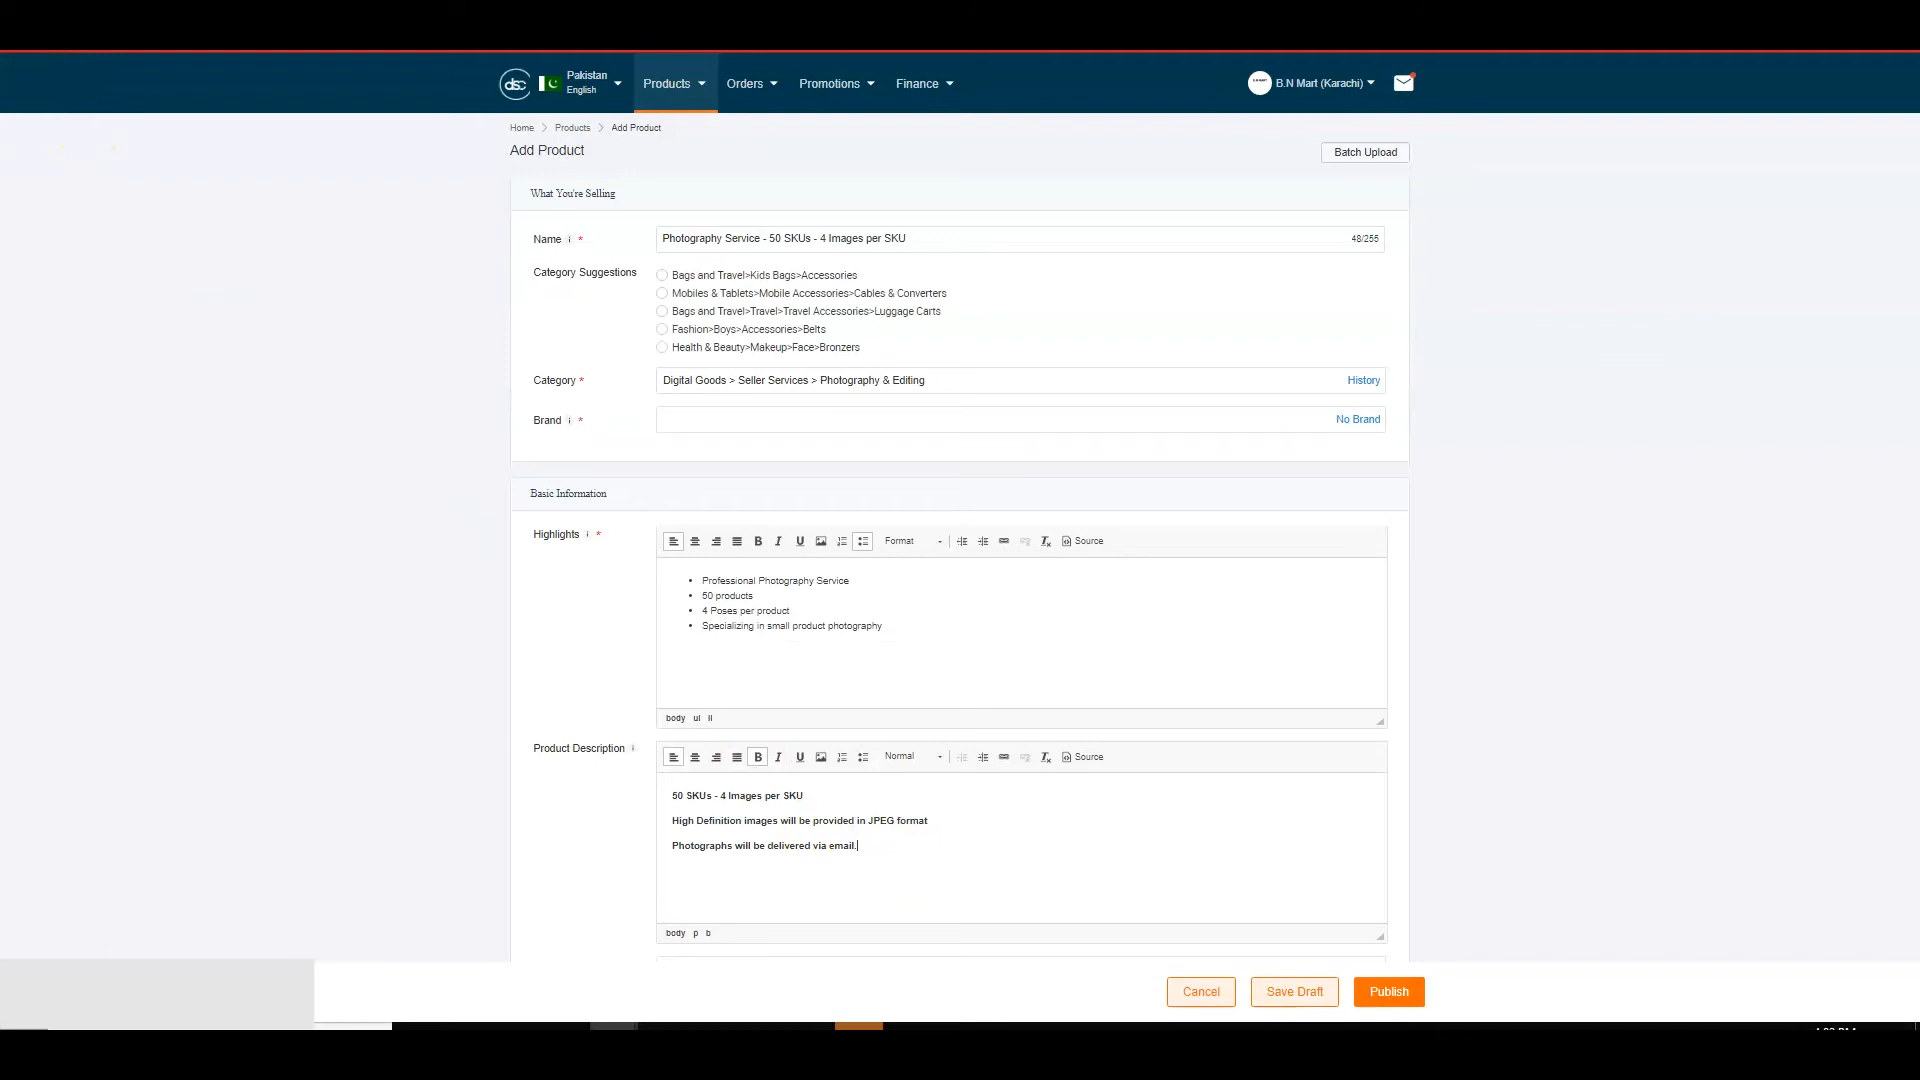 dsc
Pakistan
English
Products
Orders
Promotions
Finance
B.N Mart (Karachi)
Home
Products
Add Product
Add Product
Batch Upload
What You're Selling
Name i *
Photography Service - 50 SKUs - 4 Images per SKU
48/255
Category Suggestions
Bags and Travel>Kids Bags>Accessories
Mobiles & Tablets>Mobile Accessories>Cables & Converters
Bags and Travel>Travel>Travel Accessories>Luggage Carts
Fashion>Boys>Accessories>Belts
Health & Beauty>Makeup>Face>Bronzers
Category *
Digital Goods > Seller Services > Photography & Editing
History
Brand i *
No Brand
Basic Information
Highlights i *
B I U Format Source
• Professional Photography Service
• 50 products
• 4 Poses per product
• Specializing in small product photography
body ul li
Product Description i
B I U Normal Source
50 SKUs - 4 Images per SKU
High Definition images will be provided in JPEG format
Photographs will be delivered via email.
body p b
Cancel
Save Draft
Publish